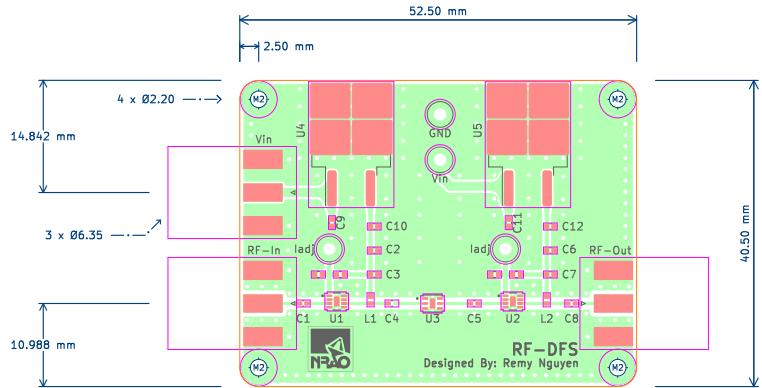 52.50 mm
2.50 mm
4 x Ø2.20
M2
M2
14.842 mm
Vin
U4
GND
U5
Vin
3 x Ø6.35
C9
C10
C11
C12
RF-In
Iadj
C2
Iadj
C6
RF-Out
C3
C7
40.50 mm
C1
U1
L1
C4
U3
C5
U2
L2
C8
10.988 mm
NRAO
RF-DFS
Designed By: Remy Nguyen
M2
M2